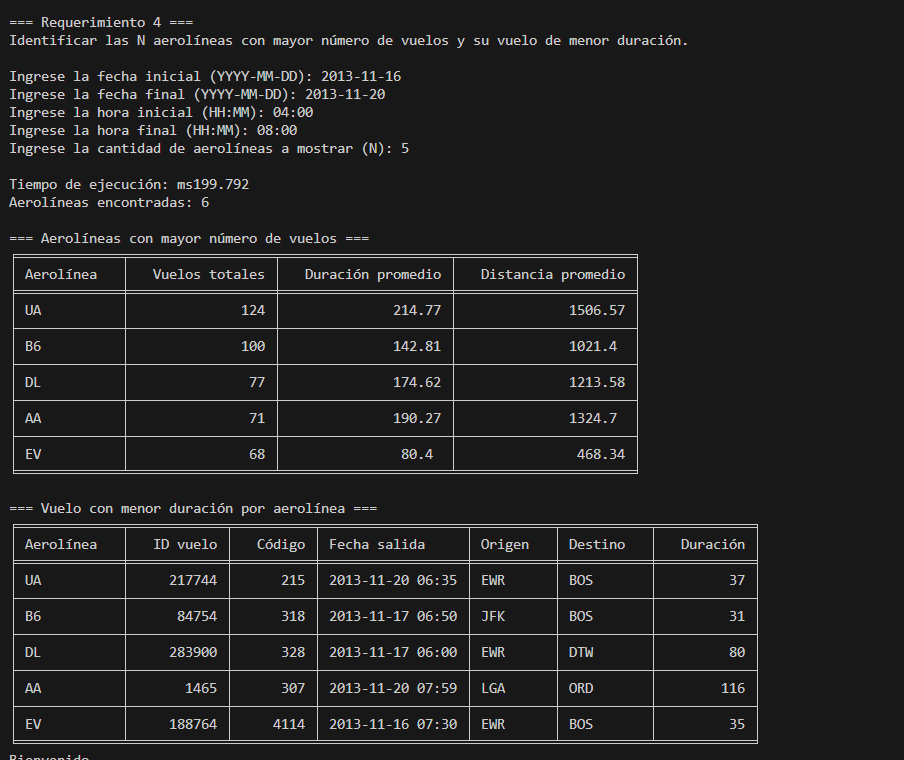 === Requerimiento 4 ===
Identificar las N aerolíneas con mayor número de vuelos y su vuelo de menor duración.
Ingrese la fecha inicial (YYYY-MM-DD): 2013-11-16
Ingrese la fecha final (YYYY-MM-DD): 2013-11-20
Ingrese la hora inicial (HH:MM): 04:00
Ingrese la hora final (HH:MM): 08:00
Ingrese la cantidad de aerolíneas a mostrar (N): 5
Tiempo de ejecución: ms199.792
Aerolíneas encontradas: 6
=== Aerolíneas con mayor número de vuelos ===
Aerolínea Vuelos totales Duración promedio Distancia promedio
UA 124 214.77 1506.57
B6 100 142.81 1021.4
DL 77 174.62 1213.58
AA 71 190.27 1324.7
EV 68 80.4 468.34
=== Vuelo con menor duración por aerolínea ===
Aerolínea ID vuelo Código Fecha salida Origen Destino Duración
UA 217744 215 2013-11-20 06:35 EWR BOS 37
B6 84754 318 2013-11-17 06:50 JFK BOS 31
DL 283900 328 2013-11-17 06:00 EWR DTW 80
AA 1465 307 2013-11-20 07:59 LGA ORD 116
EV 188764 4114 2013-11-16 07:30 EWR BOS 35
Bienvenido